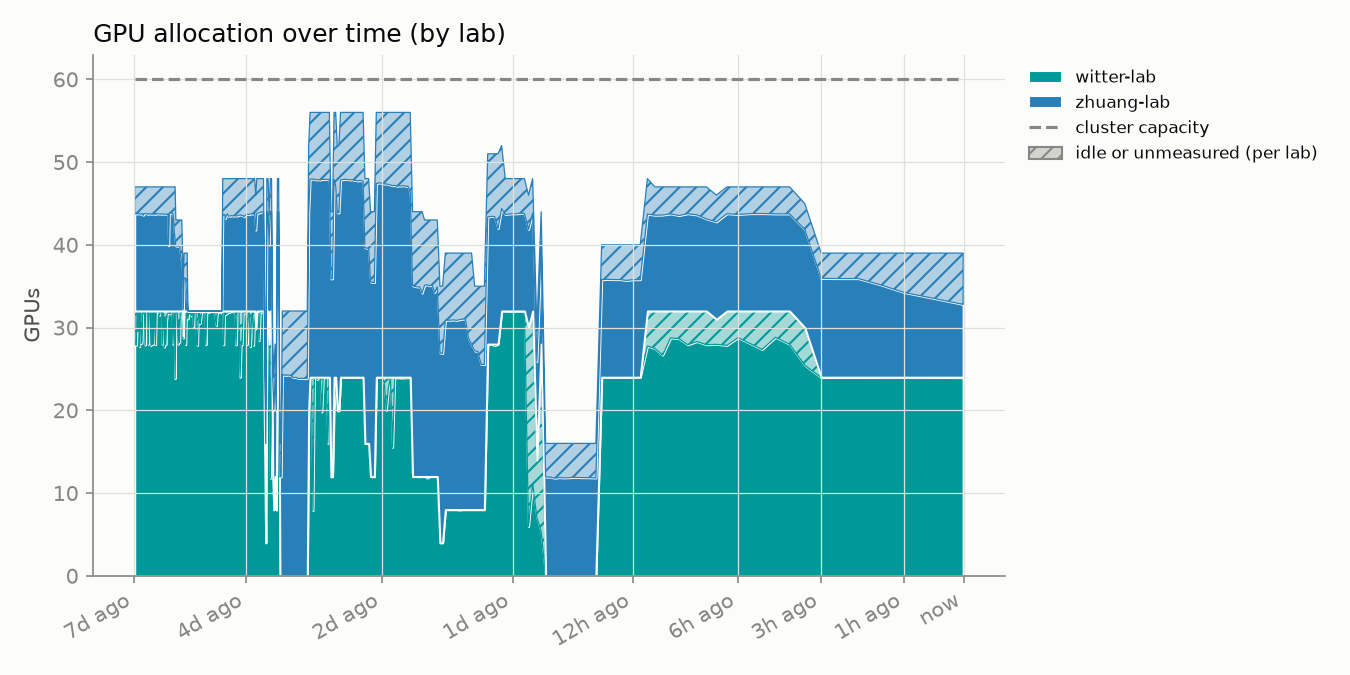 GPU allocation over time (by lab)
GPUs
60
50
40
30
20
10
0
7d ago
4d ago
2d ago
1d ago
12h ago
6h ago
3h ago
1h ago
now
witter-lab
zhuang-lab
cluster capacity
idle or unmeasured (per lab)